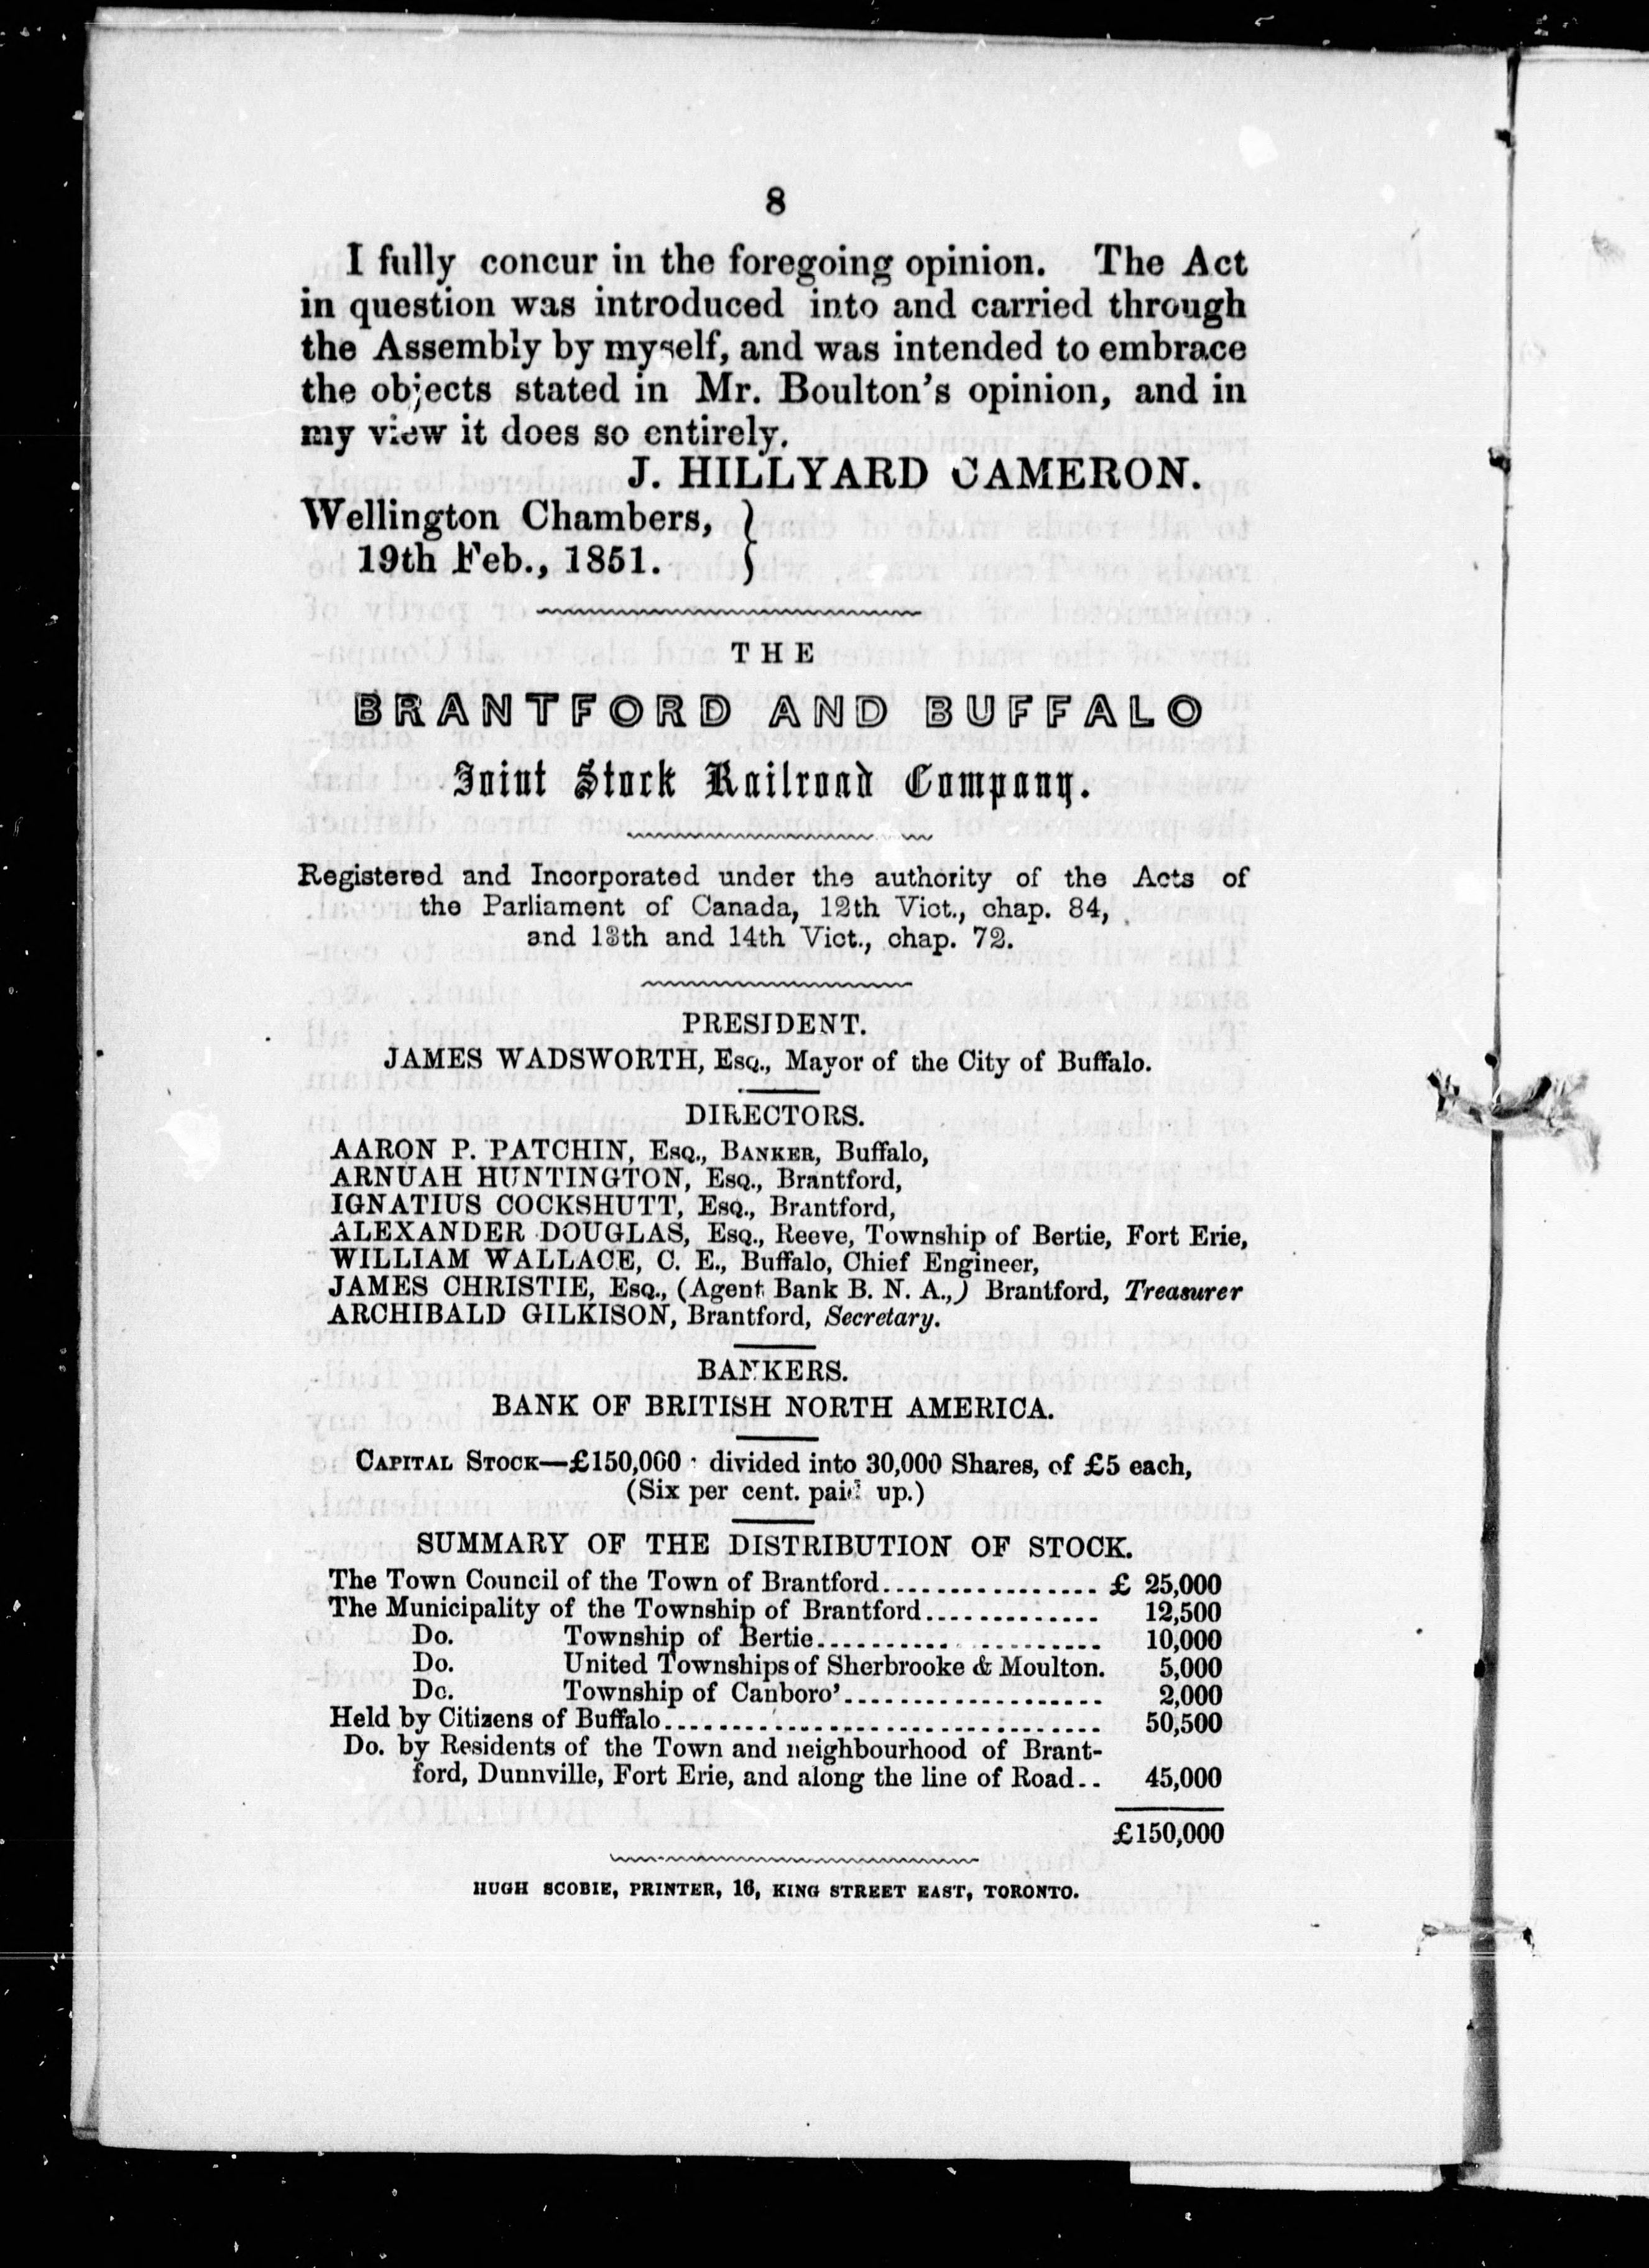 8
I fully concur in the foregoing opinion. The Act
in question was introduced into and carried through
the Assembly by myself, and was intended to embrace
the objects stated in Mr. Boulton's opinion, and in
my view it does so entirely.
J. HILLYARD CAMERON.
Wellington Chambers, }
19th Feb., 1851.
THE
BRANTFORD AND BUFFALO
Joint Stock Railroad Company.
Registered and Incorporated under the authority of the Acts of
the Parliament of Canada, 12th Vict., chap. 84,
and 13th and 14th Vict., chap. 72.
PRESIDENT.
JAMES WADSWORTH, Esq., Mayor of the City of Buffalo.
DIRECTORS.
AARON P. PATCHIN, Esq., Banker, Buffalo,
ARNUAH HUNTINGTON, Esq., Brantford,
IGNATIUS COCKSHUTT, Esq., Brantford,
ALEXANDER DOUGLAS, Esq., Reeve, Township of Bertie, Fort Erie,
WILLIAM WALLACE, C. E., Buffalo, Chief Engineer,
JAMES CHRISTIE, Esq., (Agent Bank B. N. A.,) Brantford, Treasurer
ARCHIBALD GILKISON, Brantford, Secretary.
BANKERS.
BANK OF BRITISH NORTH AMERICA.
Capital Stock—£150,000 · divided into 30,000 Shares, of £5 each,
(Six per cent. paid up.)
SUMMARY OF THE DISTRIBUTION OF STOCK.
The Town Council of the Town of Brantford................ £ 25,000
The Municipality of the Township of Brantford............. 12,500
Do. Township of Bertie..................... 10,000
Do. United Townships of Sherbrooke & Moulton. 5,000
Do. Township of Canboro'................... 2,000
Held by Citizens of Buffalo................................ 50,500
Do. by Residents of the Town and neighbourhood of Brant-
ford, Dunnville, Fort Erie, and along the line of Road.. 45,000
£150,000
HUGH SCOBIE, PRINTER, 16, KING STREET EAST, TORONTO.